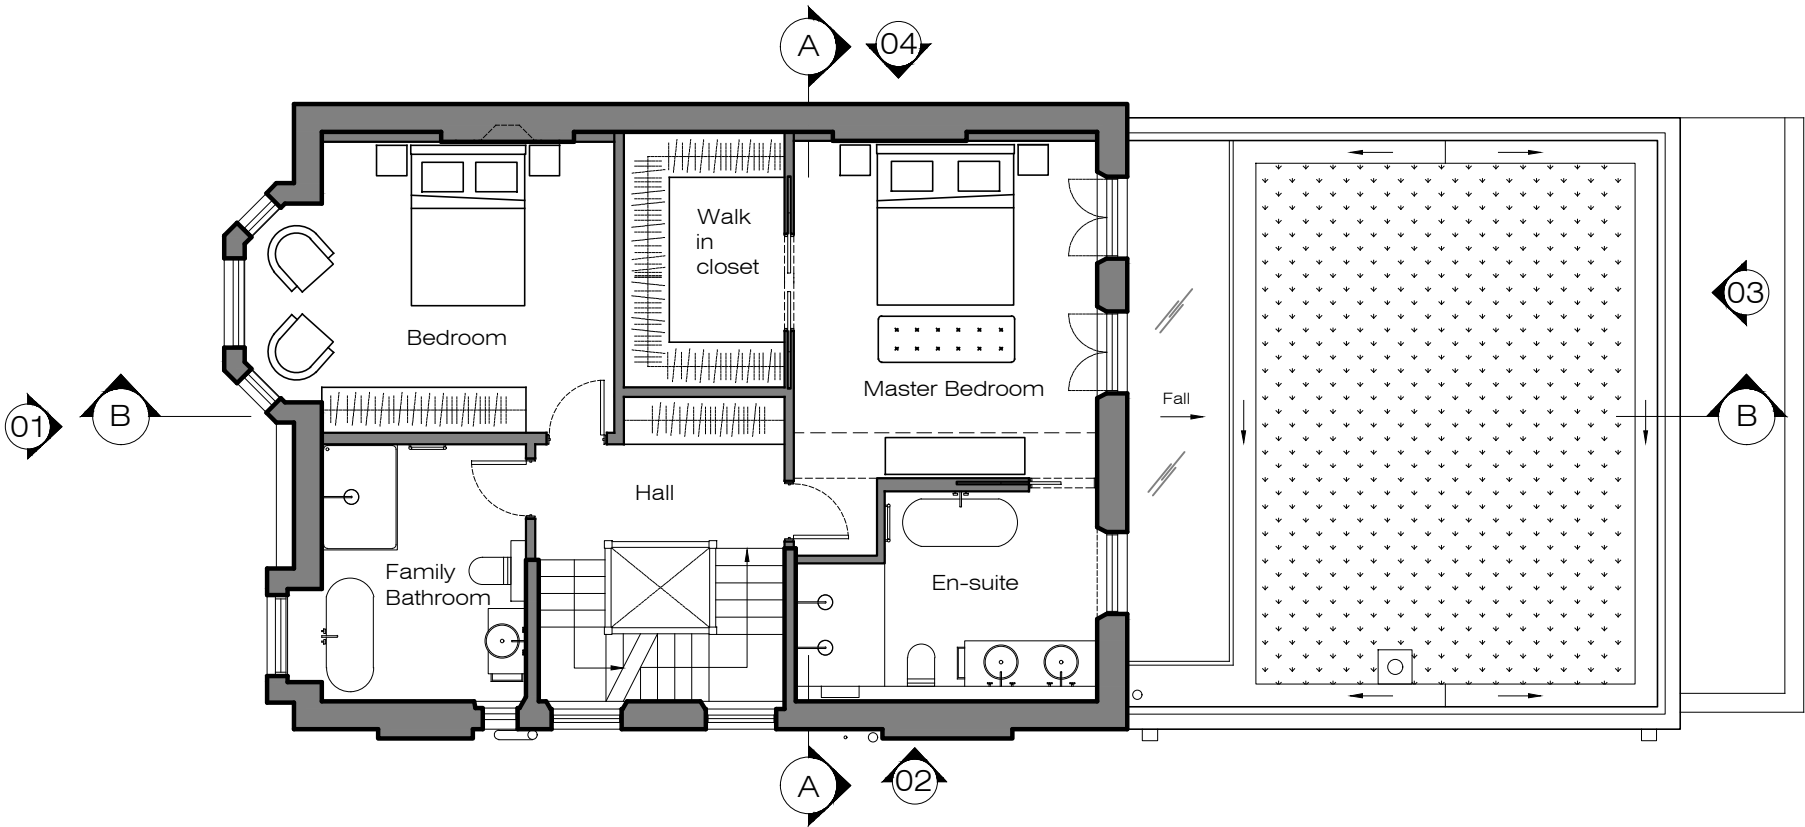 A
04
Walk
in
closet
03
Bedroom
Master Bedroom
Fall
01
B
B
Hall
Family
Bathroom
En-suite
A
02